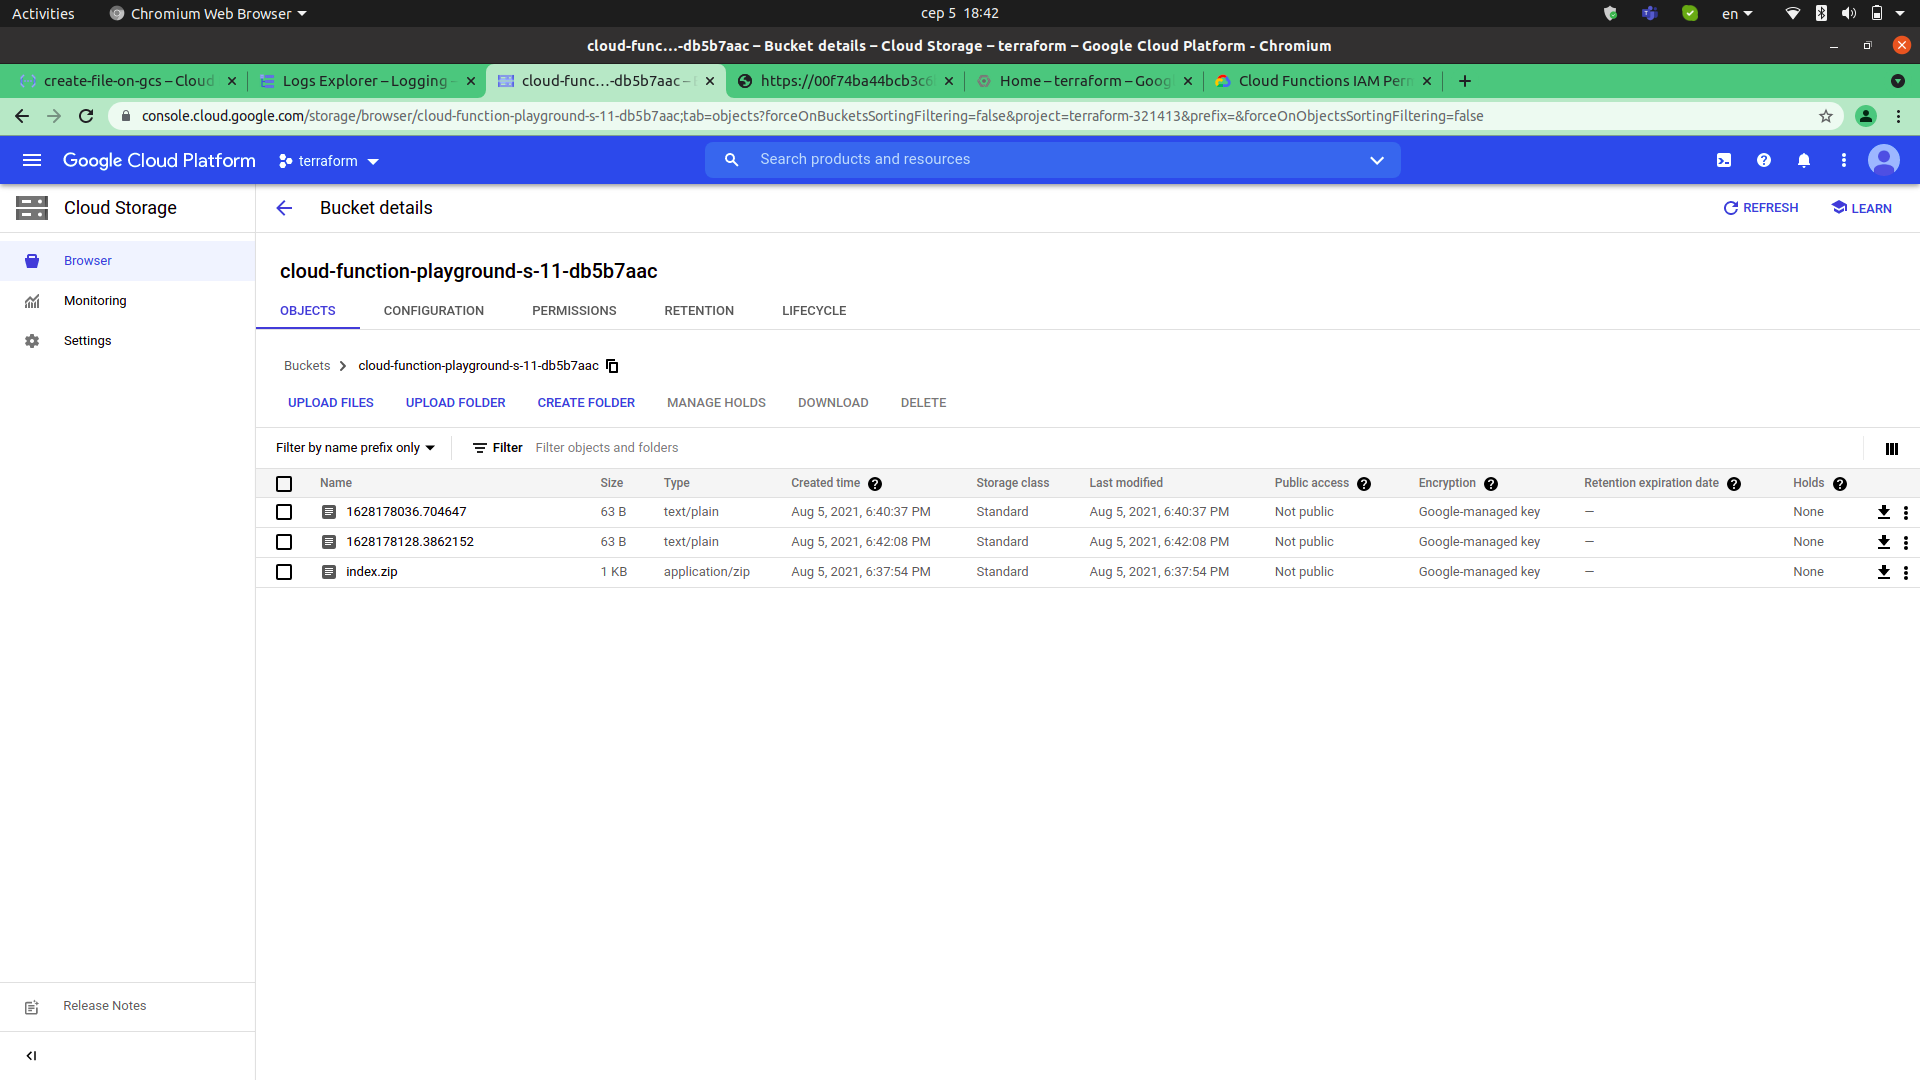 Activities Chromium Web Browser сер 5 18:42 en
cloud-func…-db5b7aac – Bucket details – Cloud Storage – terraform – Google Cloud Platform - Chromium
create-file-on-gcs – Cloud Logs Explorer – Logging – cloud-func…-db5b7aac – https://00f74ba44bcb3c6 Home – terraform – Goog Cloud Functions IAM Perm
console.cloud.google.com/storage/browser/cloud-function-playground-s-11-db5b7aac;tab=objects?forceOnBucketsSortingFiltering=false&project=terraform-321413&prefix=&forceOnObjectsSortingFiltering=false
Google Cloud Platform terraform Search products and resources
Cloud Storage Bucket details REFRESH LEARN
Browser
Monitoring
Settings
cloud-function-playground-s-11-db5b7aac
OBJECTS CONFIGURATION PERMISSIONS RETENTION LIFECYCLE
Buckets cloud-function-playground-s-11-db5b7aac
UPLOAD FILES UPLOAD FOLDER CREATE FOLDER MANAGE HOLDS DOWNLOAD DELETE
Filter by name prefix only Filter Filter objects and folders
Name Size Type Created time Storage class Last modified Public access Encryption Retention expiration date Holds
1628178036.704647 63 B text/plain Aug 5, 2021, 6:40:37 PM Standard Aug 5, 2021, 6:40:37 PM Not public Google-managed key — None
1628178128.3862152 63 B text/plain Aug 5, 2021, 6:42:08 PM Standard Aug 5, 2021, 6:42:08 PM Not public Google-managed key — None
index.zip 1 KB application/zip Aug 5, 2021, 6:37:54 PM Standard Aug 5, 2021, 6:37:54 PM Not public Google-managed key — None
Release Notes